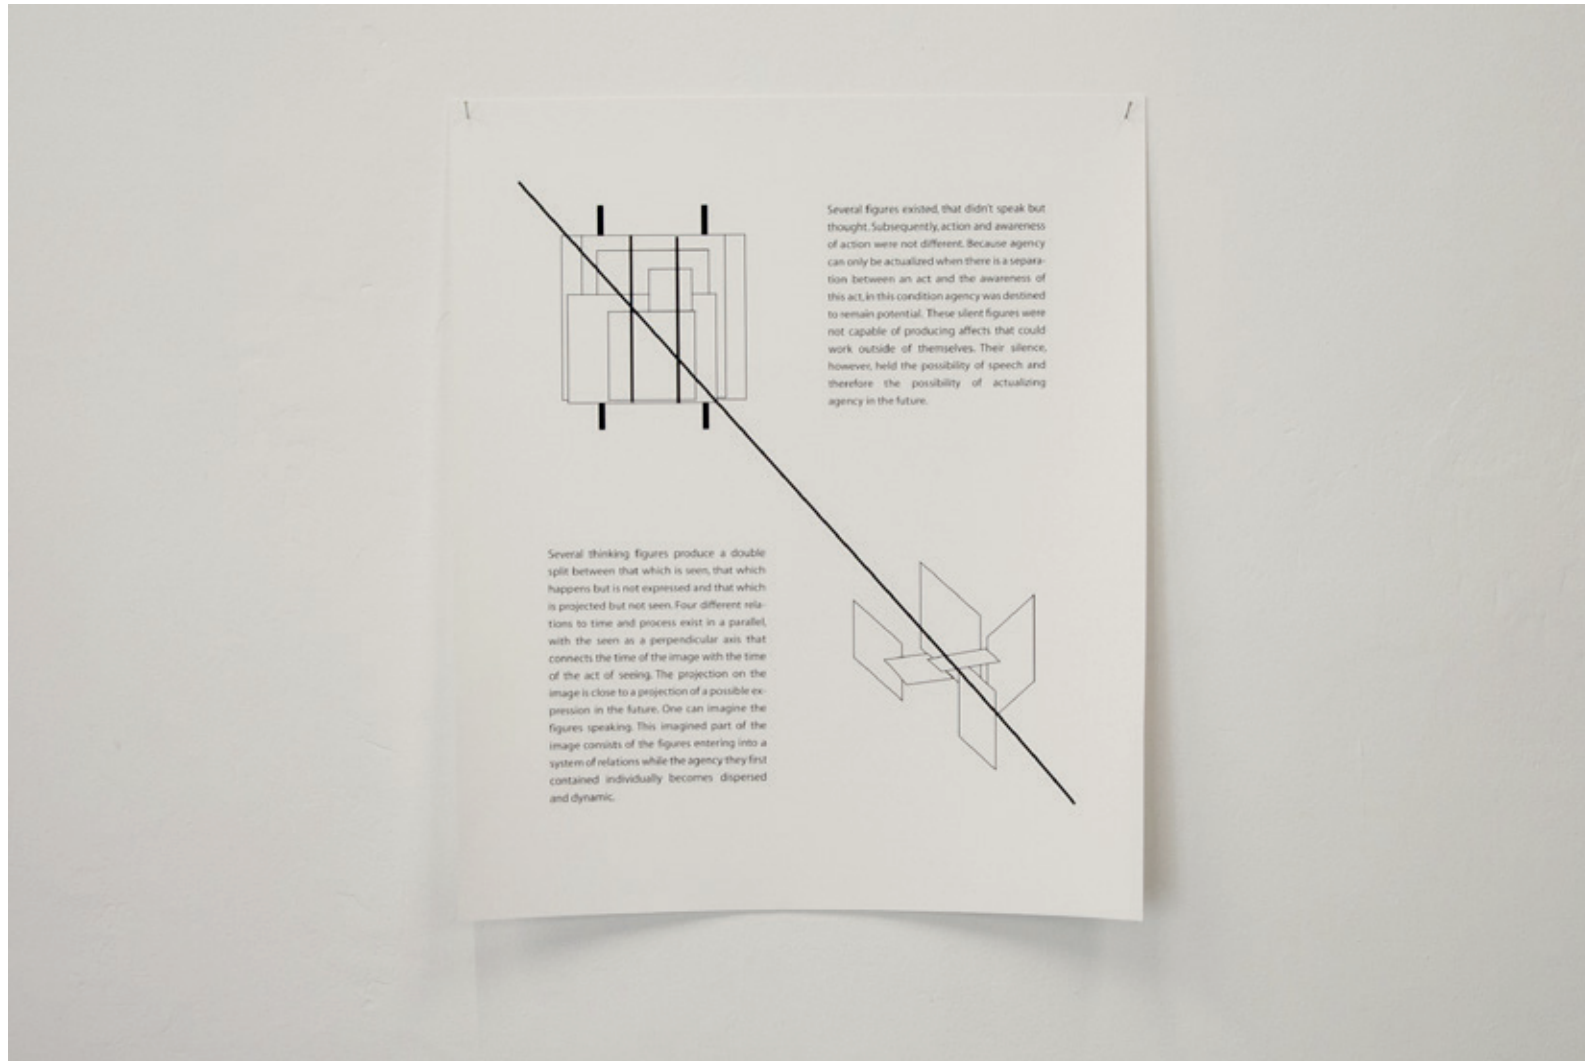 Several figures existed, that didn't speak but
thought. Subsequently, action and awareness
of action were not different. Because agency
can only be actualized when there is a separa-
tion between an act and the awareness of
this act, in this condition agency was destined
to remain potential. These silent figures were
not capable of producing affects that could
work outside of themselves. Their silence,
however, held the possibility of speech and
therefore the possibility of actualizing
agency in the future.
Several thinking figures produce a double
split between that which is seen, that which
happens but is not expressed and that which
is projected but not seen. Four different rela-
tions to time and process exist in a parallel,
with the seen as a perpendicular axis that
connects the time of the image with the time
of the act of seeing. The projection on the
image is close to a projection of a possible ex-
pression in the future. One can imagine the
figures speaking. This imagined part of the
image consists of the figures entering into a
system of relations while the agency they first
contained individually becomes dispersed
and dynamic.